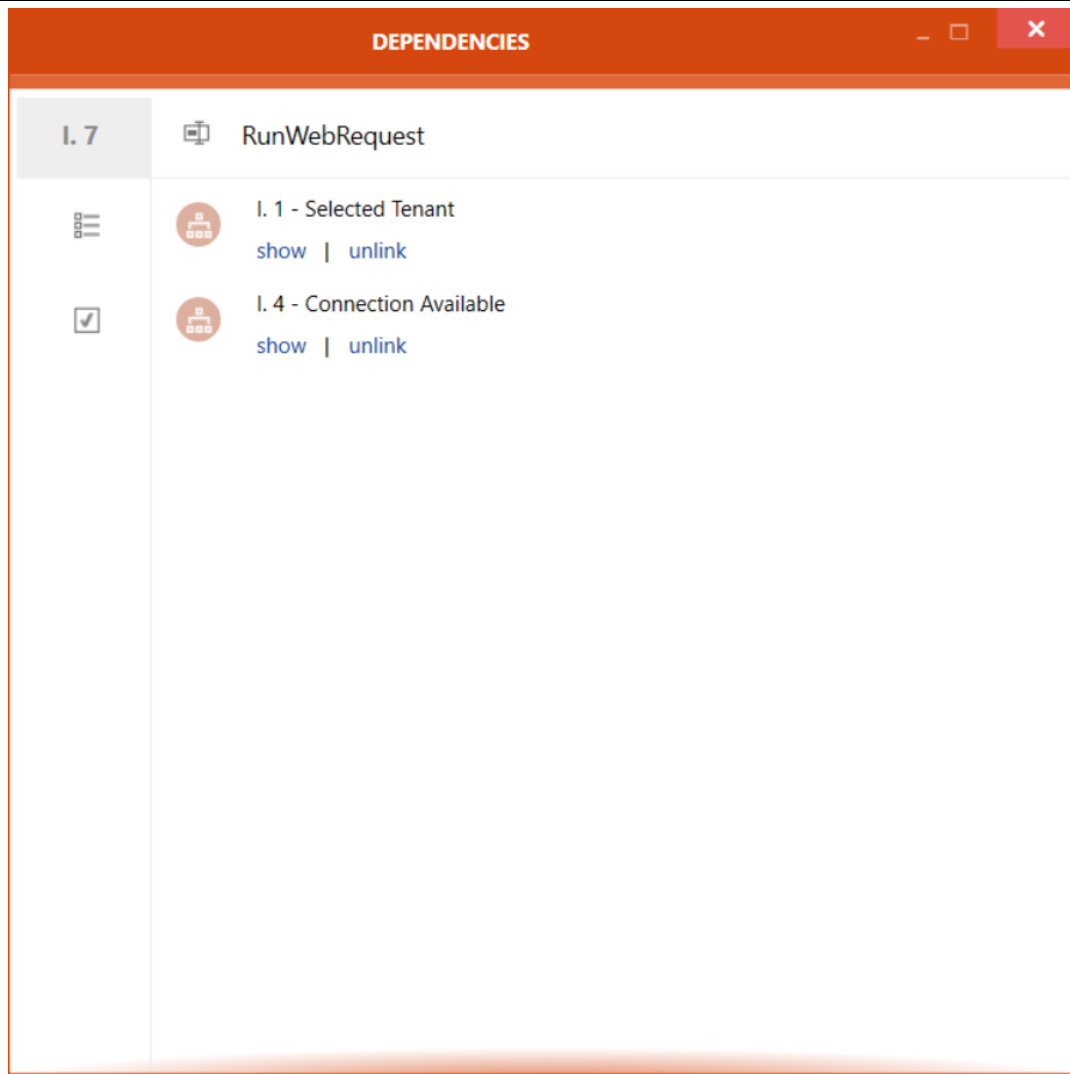 DEPENDENCIES
I. 7 RunWebRequest
I. 1 - Selected Tenant
show | unlink
I. 4 - Connection Available
show | unlink